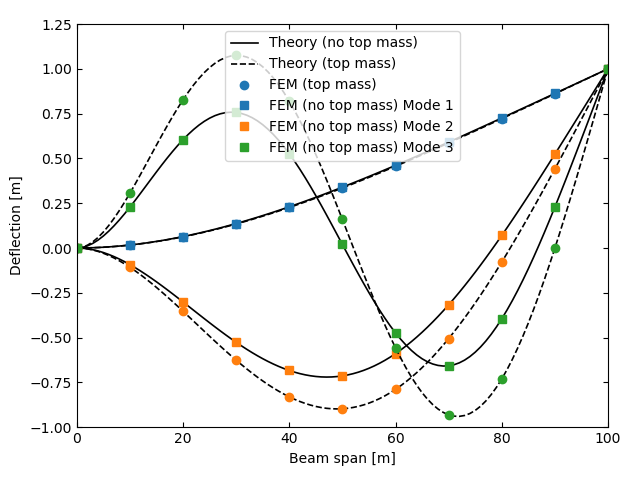 1.25
1.00
0.75
0.50
0.25
0.00
−0.25
−0.50
−0.75
−1.00
Deflection [m]
Theory (no top mass)
Theory (top mass)
FEM (top mass)
FEM (no top mass) Mode 1
FEM (no top mass) Mode 2
FEM (no top mass) Mode 3
0 20 40 60 80 100
Beam span [m]